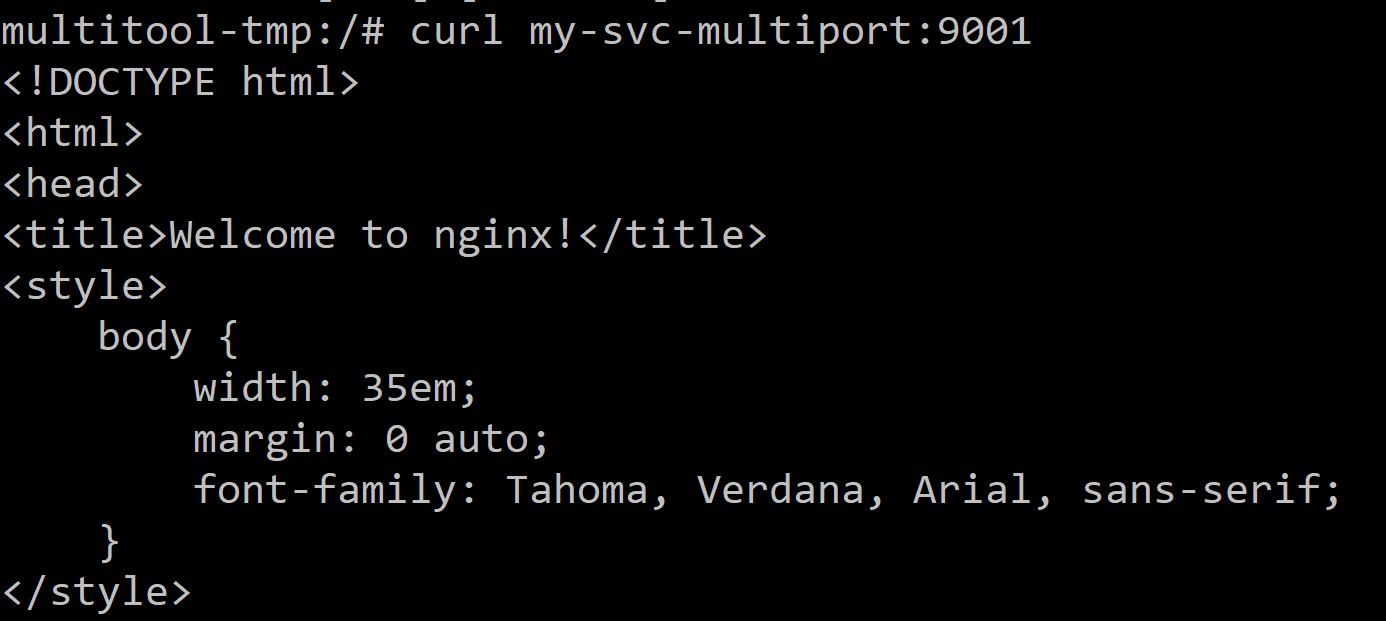 multitool-tmp:/# curl my-svc-multiport:9001
<!DOCTYPE html>
<html>
<head>
<title>Welcome to nginx!</title>
<style>
    body {
        width: 35em;
        margin: 0 auto;
        font-family: Tahoma, Verdana, Arial, sans-serif;
    }
</style>